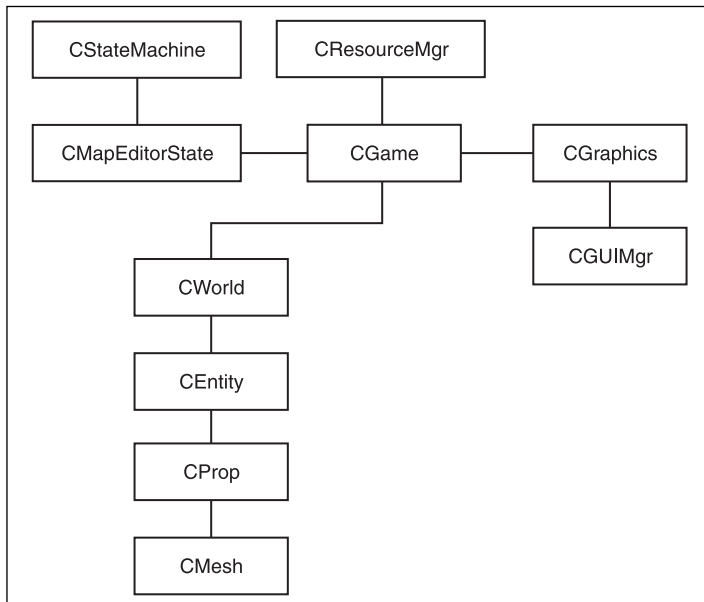 CStateMachine
CResourceMgr
CMapEditorState
CGame
CGraphics
CGUIMgr
CWorld
CEntity
CProp
CMesh